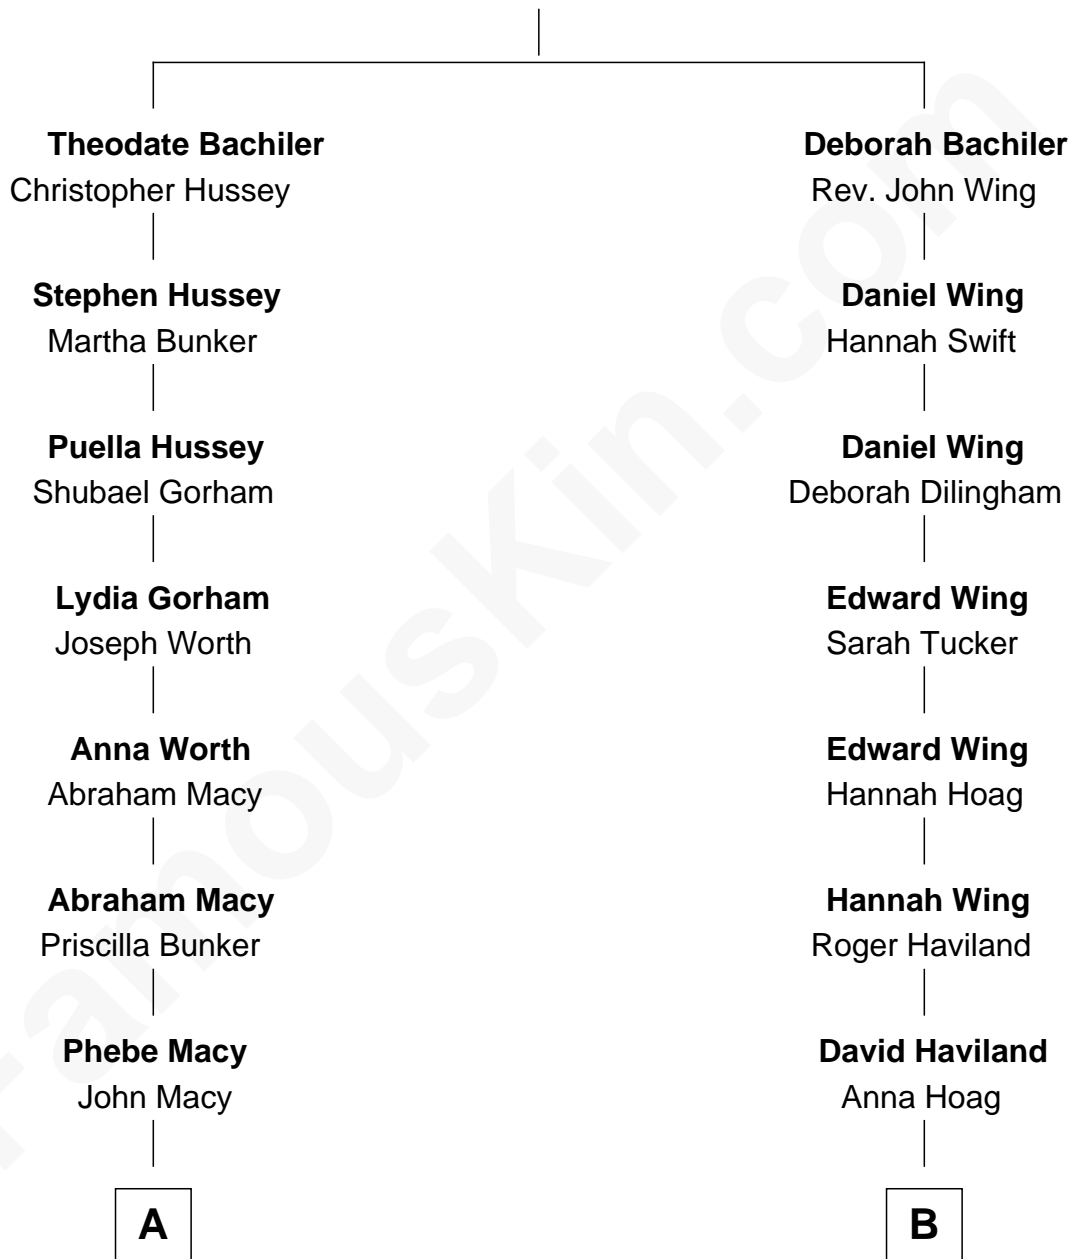 Theodate Bachiler
Christopher Hussey
Stephen Hussey
Martha Bunker
Puella Hussey
Shubael Gorham
Lydia Gorham
Joseph Worth
Anna Worth
Abraham Macy
Abraham Macy
Priscilla Bunker
Phebe Macy
John Macy
A
Deborah Bachiler
Rev. John Wing
Daniel Wing
Hannah Swift
Daniel Wing
Deborah Dilingham
Edward Wing
Sarah Tucker
Edward Wing
Hannah Hoag
Hannah Wing
Roger Haviland
David Haviland
Anna Hoag
B
FamousKin.com